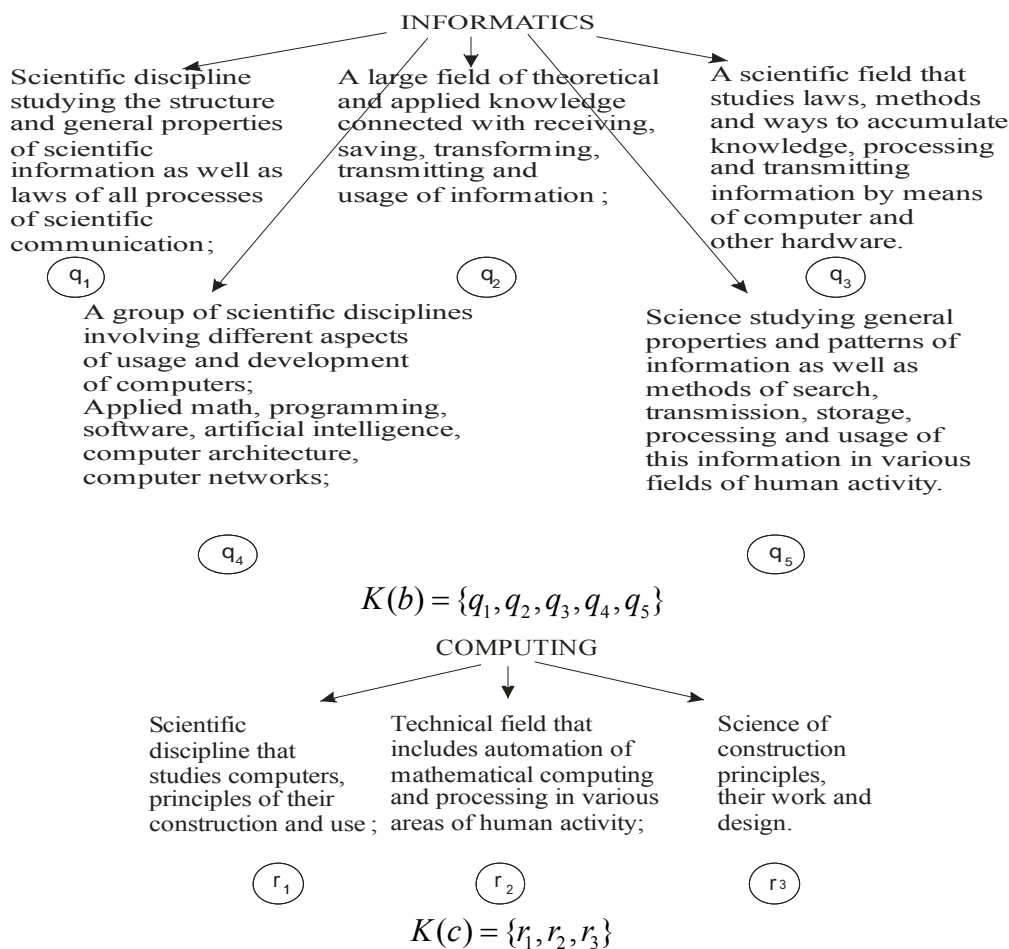 INFORMATICS
Scientific discipline
studying the structure
and general properties
of scientific
information as well as
laws of all processes
of scientific
communication;
q1
A large field of theoretical
and applied knowledge
connected with receiving,
saving, transforming,
transmitting and
usage of information ;
q2
A scientific field that
studies laws, methods
and ways to accumulate
knowledge, processing
and transmitting
information by means
of computer and
other hardware.
q3
A group of scientific disciplines
involving different aspects
of usage and development
of computers;
Applied math, programming,
software, artificial intelligence,
computer architecture,
computer networks;
q4
Science studying general
properties and patterns of
information as well as
methods of search,
transmission, storage,
processing and usage of
this information in various
fields of human activity.
q5
K(b) = {q1, q2, q3, q4, q5}
COMPUTING
Scientific
discipline that
studies computers,
principles of their
construction and use ;
r1
Technical field that
includes automation of
mathematical computing
and processing in various
areas of human activity;
r2
Science of
construction
principles,
their work and
design.
r3
K(c) = {r1, r2, r3}